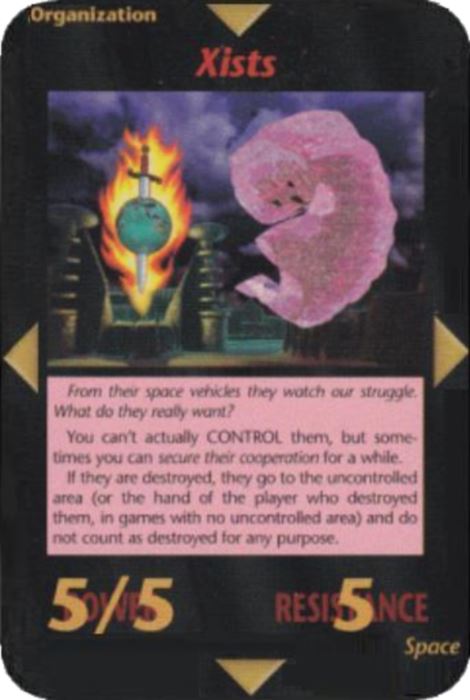 Organization
Xists
From their space vehicles they watch our struggle.
What do they really want?
You can't actually CONTROL them, but some-
times you can secure their cooperation for a while.
If they are destroyed, they go to the uncontrolled
area (or the hand of the player who destroyed
them, in games with no uncontrolled area) and do
not count as destroyed for any purpose.
POWER 5/5
RESISTANCE 5
Space